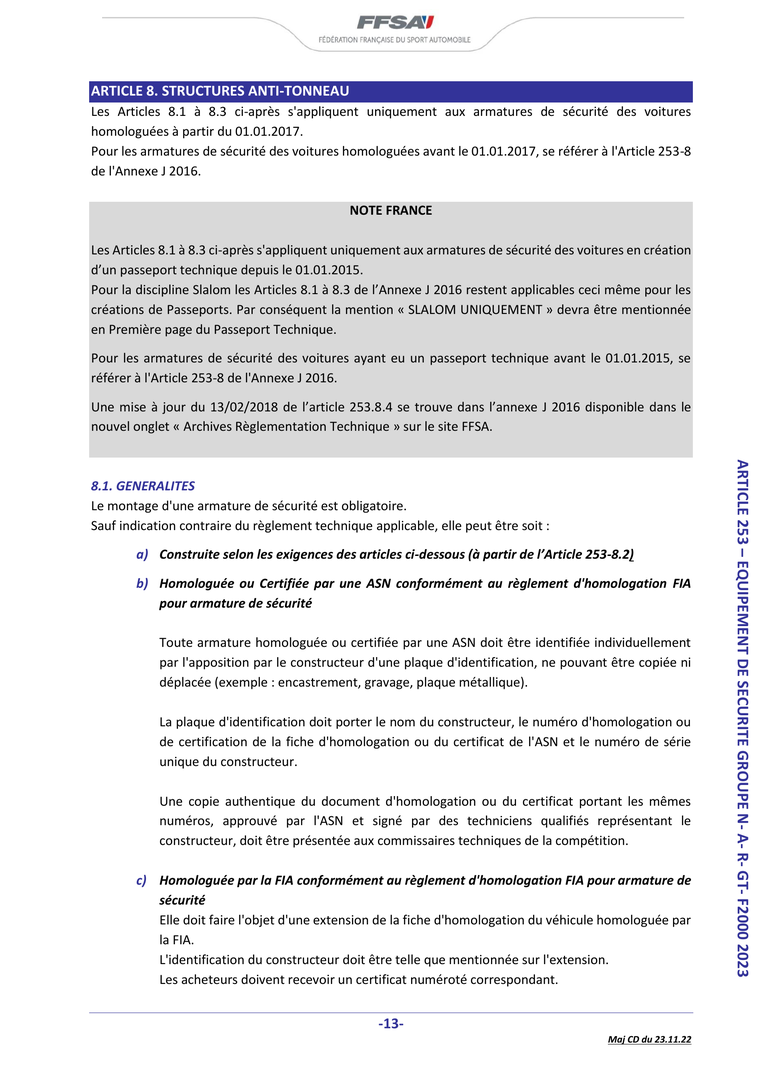 FFSA
FÉDÉRATION FRANÇAISE DU SPORT AUTOMOBILE
ARTICLE 8. STRUCTURES ANTI-TONNEAU
Les Articles 8.1 à 8.3 ci-après s'appliquent uniquement aux armatures de sécurité des voitures
homologuées à partir du 01.01.2017.
Pour les armatures de sécurité des voitures homologuées avant le 01.01.2017, se référer à l'Article 253-8
de l'Annexe J 2016.
NOTE FRANCE
Les Articles 8.1 à 8.3 ci-après s'appliquent uniquement aux armatures de sécurité des voitures en création
d’un passeport technique depuis le 01.01.2015.
Pour la discipline Slalom les Articles 8.1 à 8.3 de l’Annexe J 2016 restent applicables ceci même pour les
créations de Passeports. Par conséquent la mention « SLALOM UNIQUEMENT » devra être mentionnée
en Première page du Passeport Technique.
Pour les armatures de sécurité des voitures ayant eu un passeport technique avant le 01.01.2015, se
référer à l'Article 253-8 de l'Annexe J 2016.
Une mise à jour du 13/02/2018 de l’article 253.8.4 se trouve dans l’annexe J 2016 disponible dans le
nouvel onglet « Archives Règlementation Technique » sur le site FFSA.
8.1. GENERALITES
Le montage d'une armature de sécurité est obligatoire.
Sauf indication contraire du règlement technique applicable, elle peut être soit :
a) Construite selon les exigences des articles ci-dessous (à partir de l’Article 253-8.2)
b) Homologuée ou Certifiée par une ASN conformément au règlement d'homologation FIA
pour armature de sécurité
Toute armature homologuée ou certifiée par une ASN doit être identifiée individuellement
par l'apposition par le constructeur d'une plaque d'identification, ne pouvant être copiée ni
déplacée (exemple : encastrement, gravage, plaque métallique).
La plaque d'identification doit porter le nom du constructeur, le numéro d'homologation ou
de certification de la fiche d'homologation ou du certificat de l'ASN et le numéro de série
unique du constructeur.
Une copie authentique du document d'homologation ou du certificat portant les mêmes
numéros, approuvé par l'ASN et signé par des techniciens qualifiés représentant le
constructeur, doit être présentée aux commissaires techniques de la compétition.
c) Homologuée par la FIA conformément au règlement d'homologation FIA pour armature de
sécurité
Elle doit faire l'objet d'une extension de la fiche d'homologation du véhicule homologuée par
la FIA.
L'identification du constructeur doit être telle que mentionnée sur l'extension.
Les acheteurs doivent recevoir un certificat numéroté correspondant.
ARTICLE 253 – EQUIPEMENT DE SECURITE GROUPE N- A- R- GT- F2000 2023
-13-
Maj CD du 23.11.22